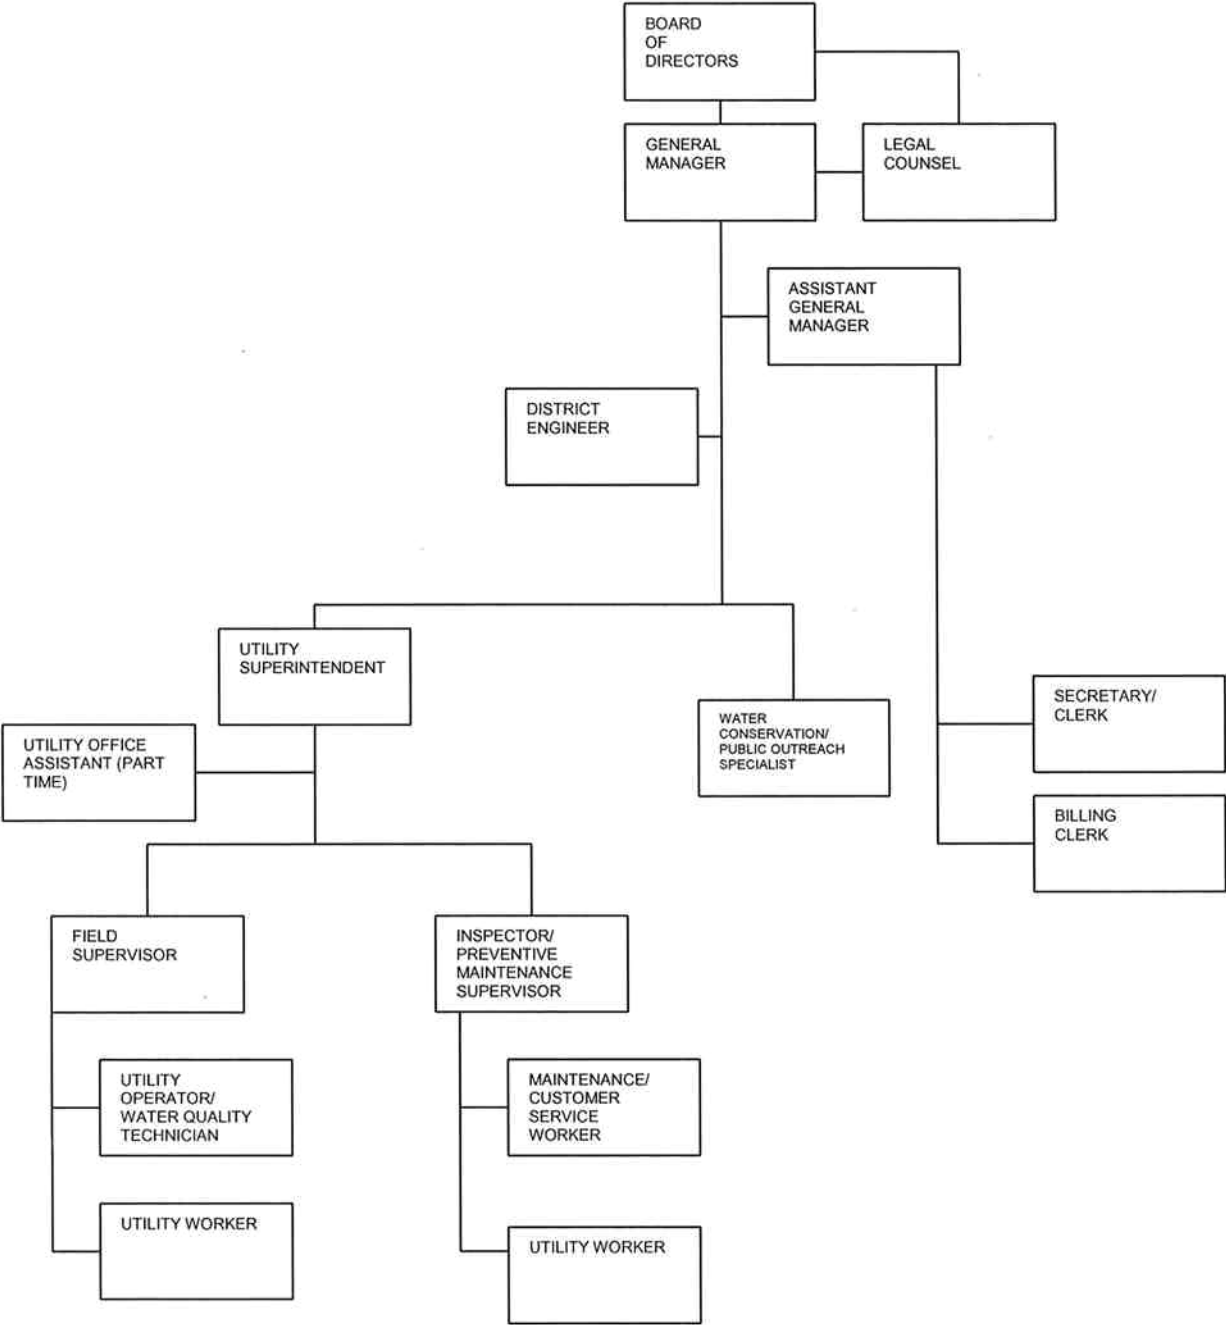 BOARD
OF
DIRECTORS
GENERAL
MANAGER
LEGAL
COUNSEL
ASSISTANT
GENERAL
MANAGER
DISTRICT
ENGINEER
UTILITY
SUPERINTENDENT
WATER
CONSERVATION/
PUBLIC OUTREACH
SPECIALIST
SECRETARY/
CLERK
UTILITY OFFICE
ASSISTANT (PART
TIME)
BILLING
CLERK
FIELD
SUPERVISOR
INSPECTOR/
PREVENTIVE
MAINTENANCE
SUPERVISOR
UTILITY
OPERATOR/
WATER QUALITY
TECHNICIAN
MAINTENANCE/
CUSTOMER
SERVICE
WORKER
UTILITY WORKER
UTILITY WORKER